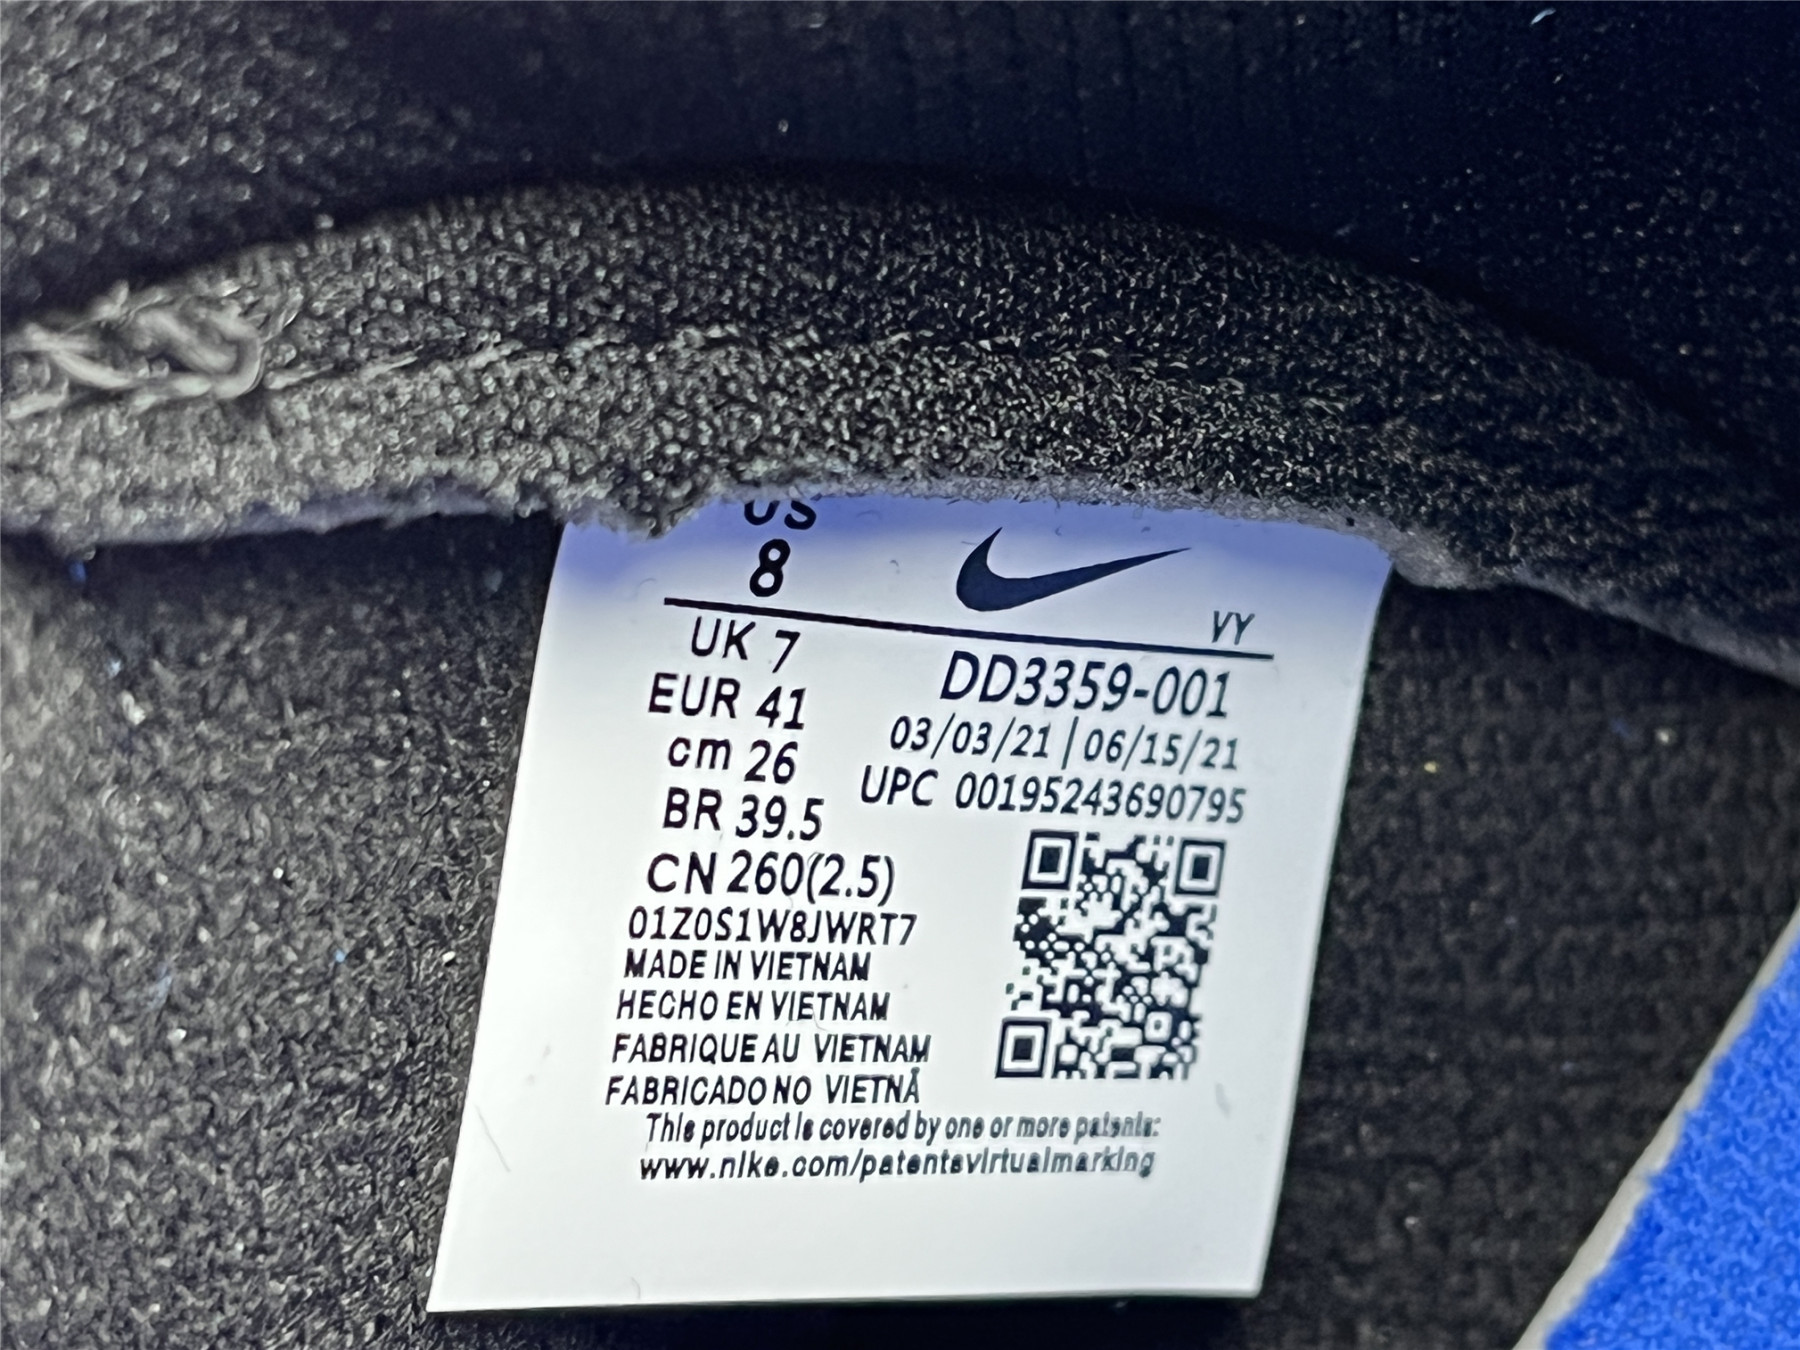 US
8
VY
UK 7
EUR 41
cm 26
BR 39.5
CN 260(2.5)
DD3359-001
03/03/21 | 06/15/21
UPC 00195243690795
01Z0S1W8JWRT7
MADE IN VIETNAM
HECHO EN VIETNAM
FABRIQUE AU VIETNAM
FABRICADO NO VIETNÃ
This product is covered by one or more patents:
www.nike.com/patentsvirtualmarking